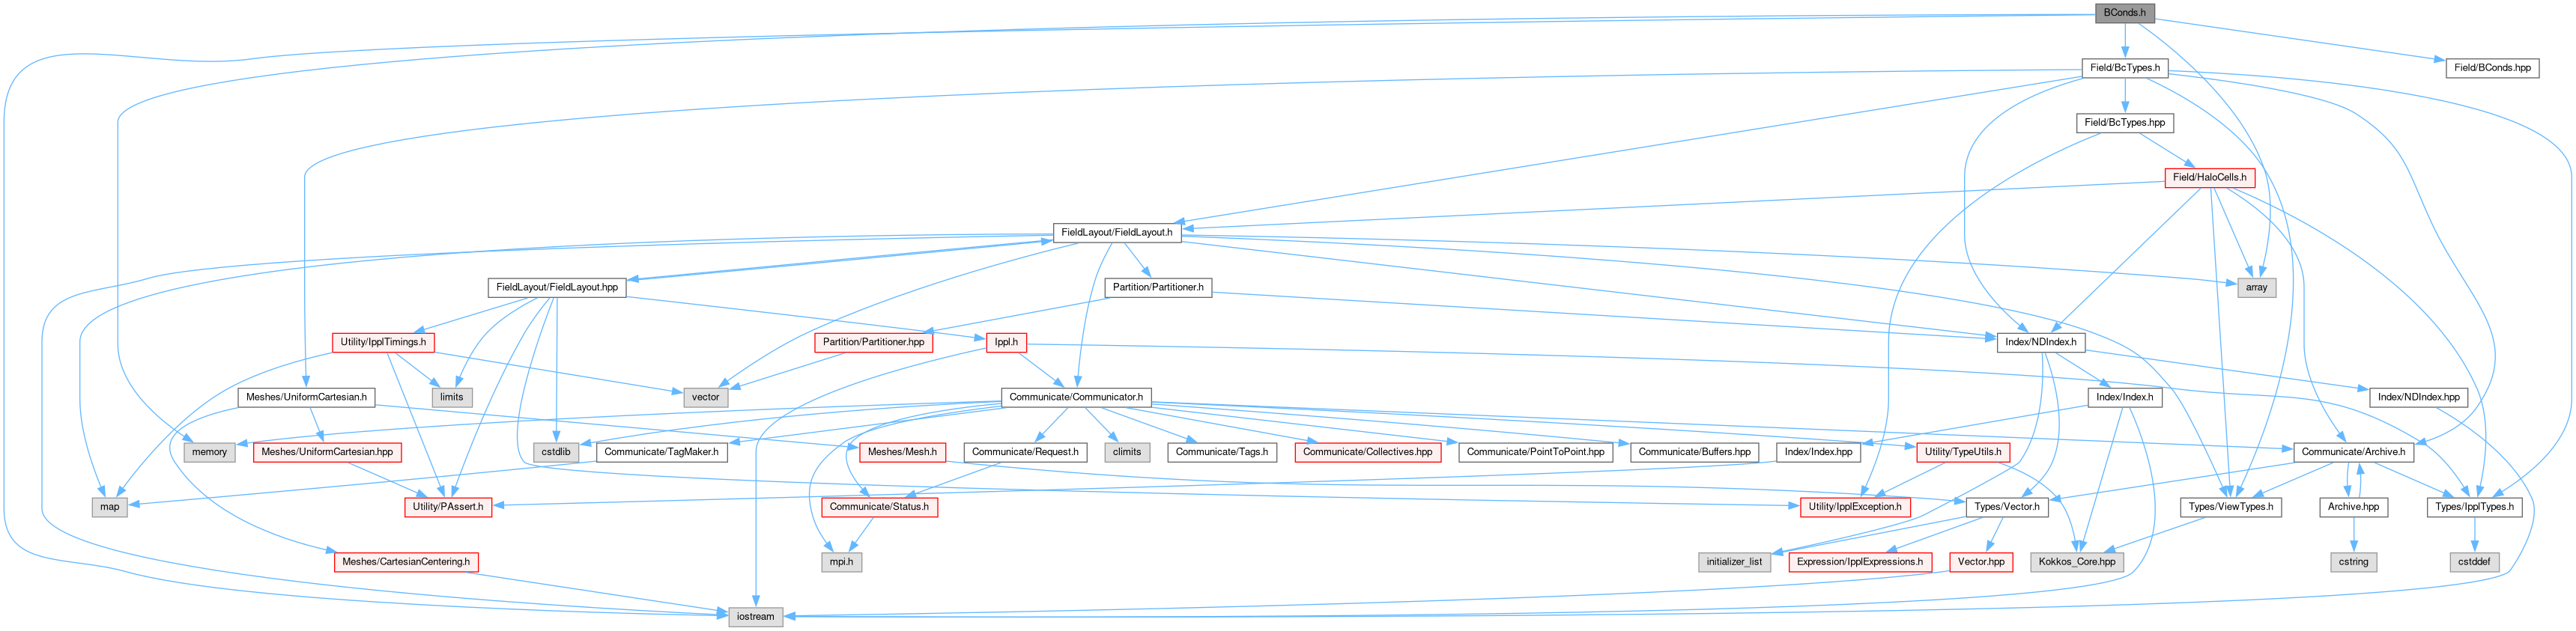 BConds.h
Field/BcTypes.h
Field/BConds.hpp
Field/BcTypes.hpp
Field/HaloCells.h
FieldLayout/FieldLayout.h
FieldLayout/FieldLayout.hpp
Partition/Partitioner.h
array
Utility/IpplTimings.h
Partition/Partitioner.hpp
Ippl.h
Index/NDIndex.h
Meshes/UniformCartesian.h
limits
vector
Communicate/Communicator.h
Index/Index.h
Index/NDIndex.hpp
memory
Meshes/UniformCartesian.hpp
cstdlib
Communicate/TagMaker.h
Meshes/Mesh.h
Communicate/Request.h
climits
Communicate/Tags.h
Communicate/Collectives.hpp
Communicate/PointToPoint.hpp
Communicate/Buffers.hpp
Index/Index.hpp
Utility/TypeUtils.h
Communicate/Archive.h
map
Utility/PAssert.h
Communicate/Status.h
Utility/IpplException.h
Types/Vector.h
Types/ViewTypes.h
Archive.hpp
Types/IpplTypes.h
Meshes/CartesianCentering.h
mpi.h
initializer_list
Expression/IpplExpressions.h
Vector.hpp
Kokkos_Core.hpp
cstring
cstddef
iostream